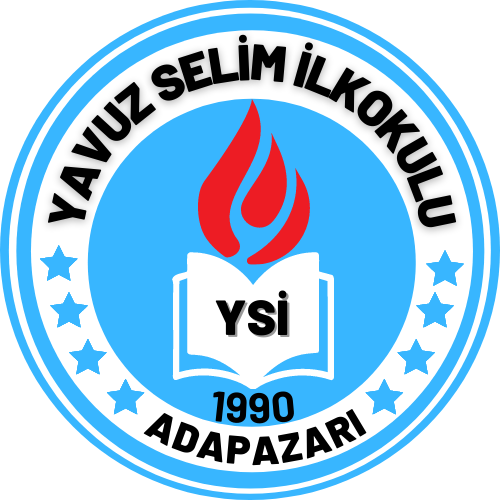 YAVUZ SELİM İLKOKULU
YSİ
1990
ADAPAZARI